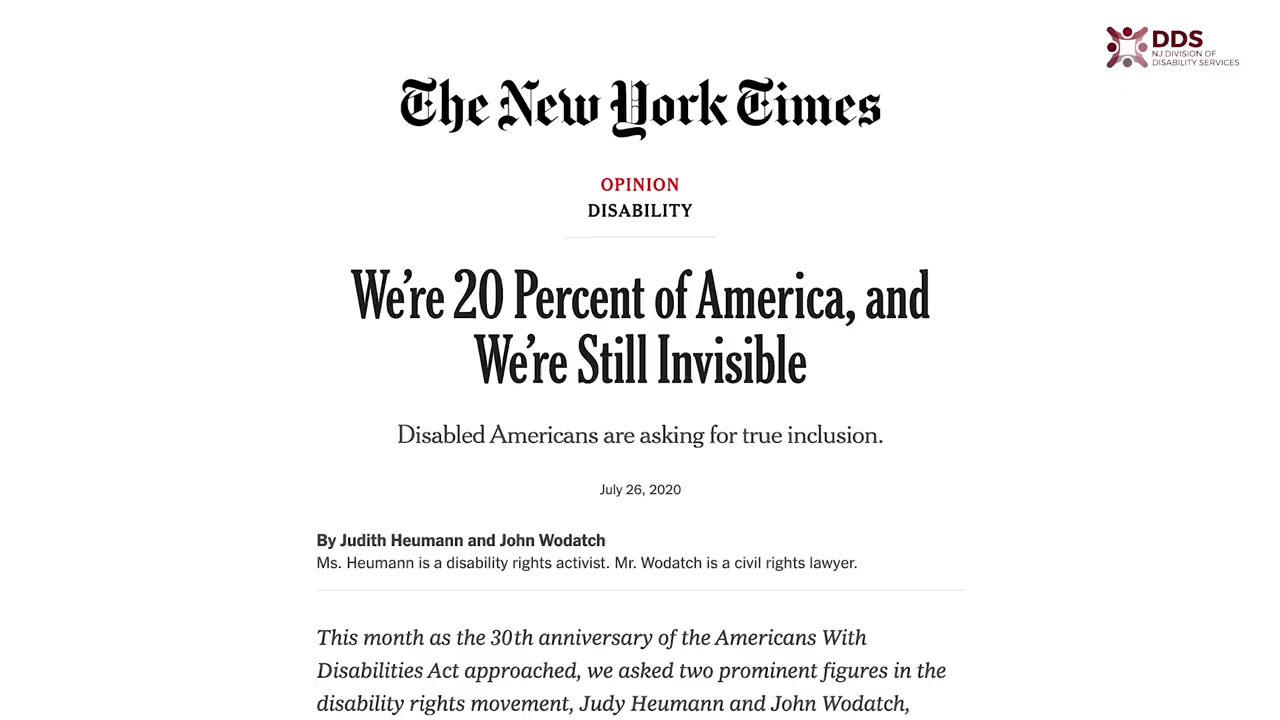 DDS
NJ DIVISION OF
DISABILITY SERVICES
The New York Times
OPINION
DISABILITY
We’re 20 Percent of America, and
We’re Still Invisible
Disabled Americans are asking for true inclusion.
July 26, 2020
By Judith Heumann and John Wodatch
Ms. Heumann is a disability rights activist. Mr. Wodatch is a civil rights lawyer.
This month as the 30th anniversary of the Americans With
Disabilities Act approached, we asked two prominent figures in the
disability rights movement, Judy Heumann and John Wodatch,